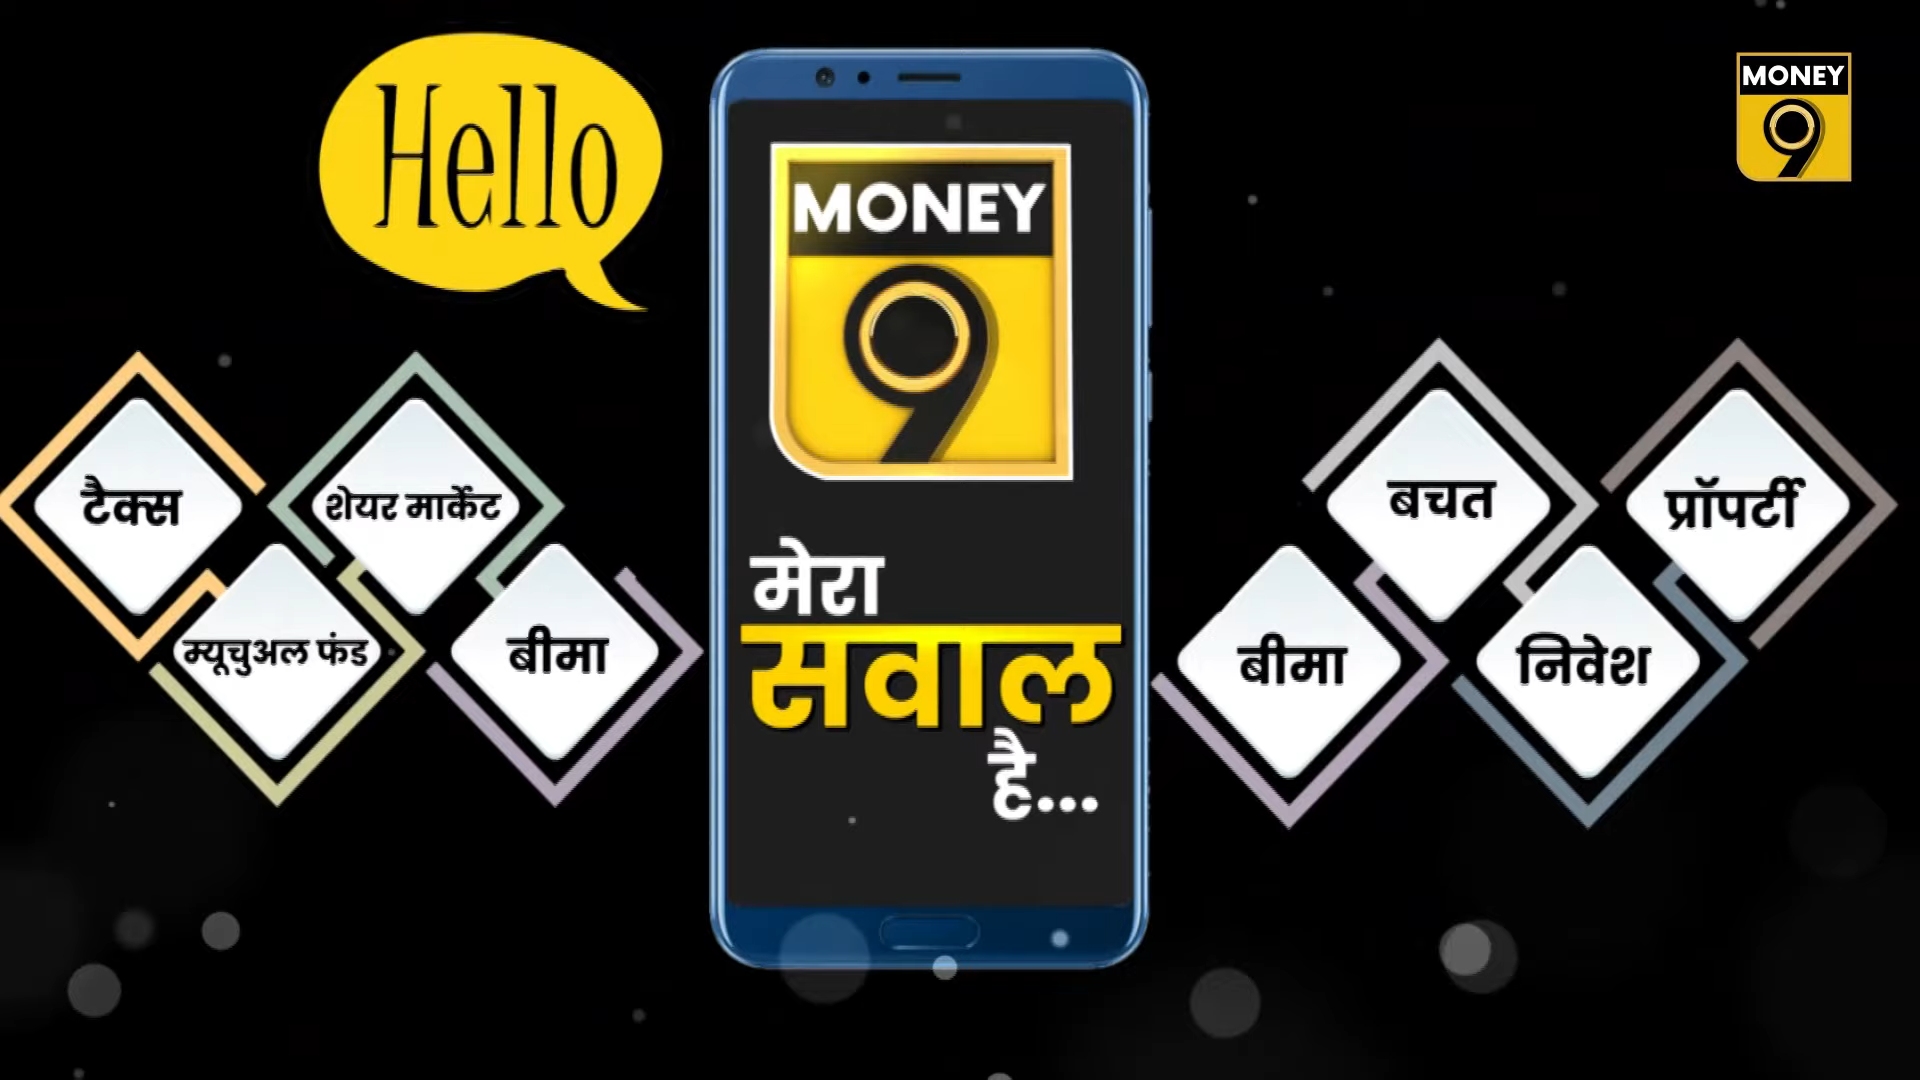 Hello
MONEY
9
MONEY
9
मेरा
सवाल
है...
टैक्स
शेयर मार्केट
म्यूचुअल फंड
बीमा
बचत
प्रॉपर्टी
बीमा
निवेश